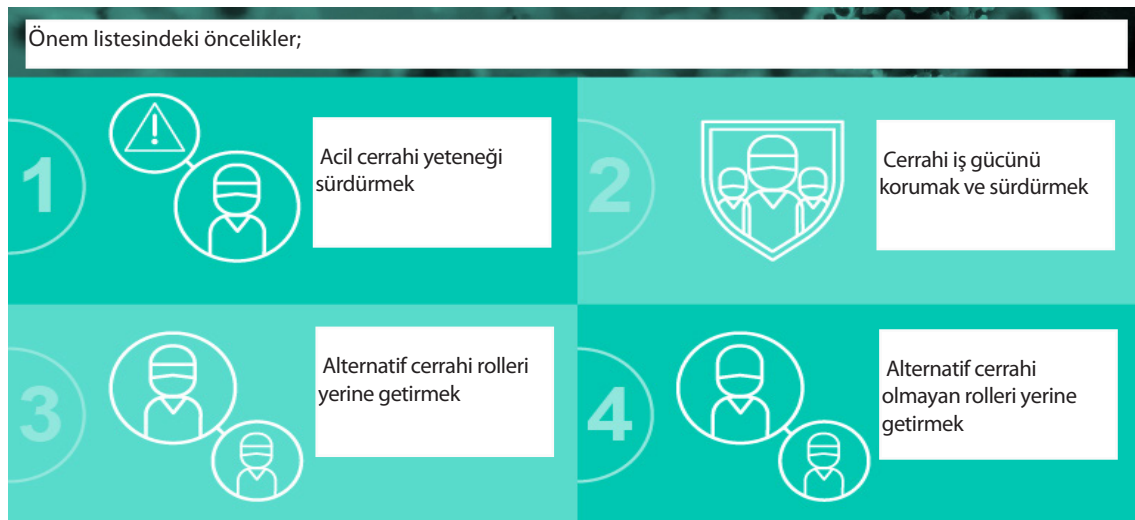 Önem listesindeki öncelikler;
1
Acil cerrahi yeteneği
sürdürmek
2
Cerrahi iş gücünü
korumak ve sürdürmek
3
Alternatif cerrahi rolleri
yerine getirmek
4
Alternatif cerrahi
olmayan rolleri yerine
getirmek